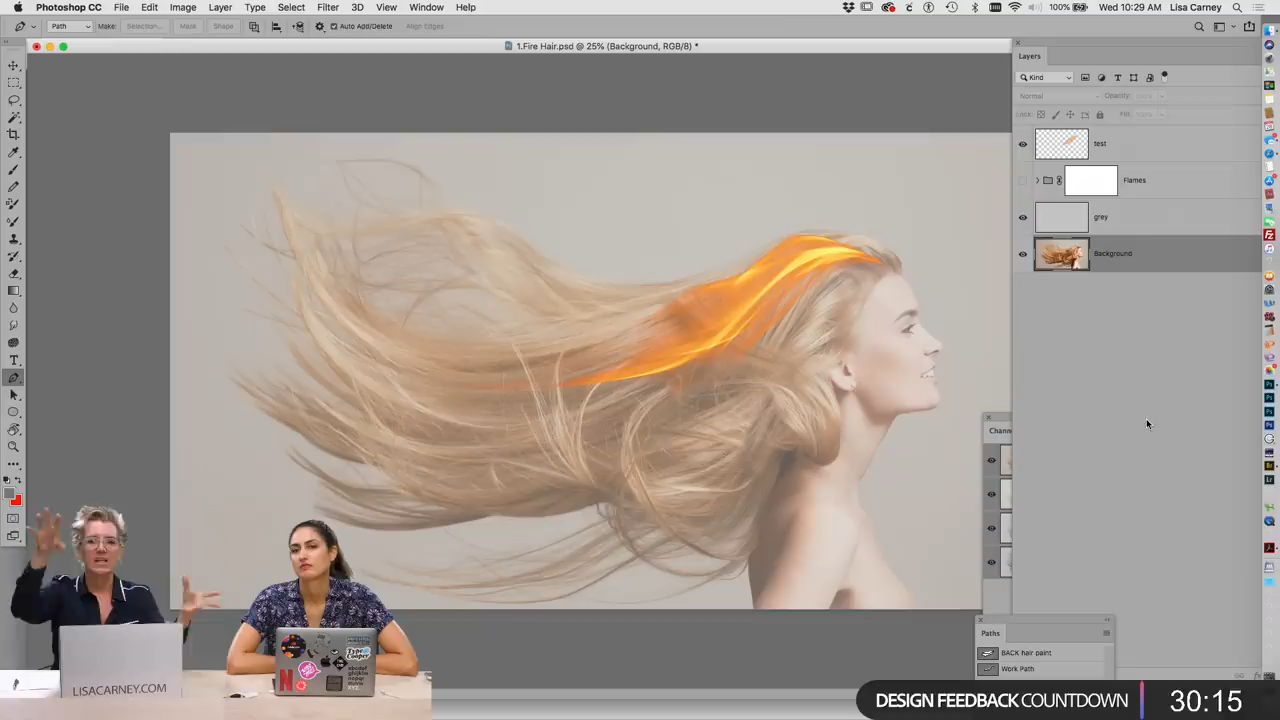 Photoshop CC File Edit Image Layer Type Select Filter 3D View Window Help
100% Wed 10:29 AM Lisa Carney
Path Make: Selection... Mask Shape Auto Add/Delete Align Edges
1.Fire Hair.psd @ 25% (Background, RGB/8) *
Layers
Kind
Normal Opacity:
Lock: Fill:
test
Flames
grey
Background
Chann
Paths
BACK hair paint
Work Path
LISACARNEY.COM
N
DESIGN FEEDBACK COUNTDOWN 30:15